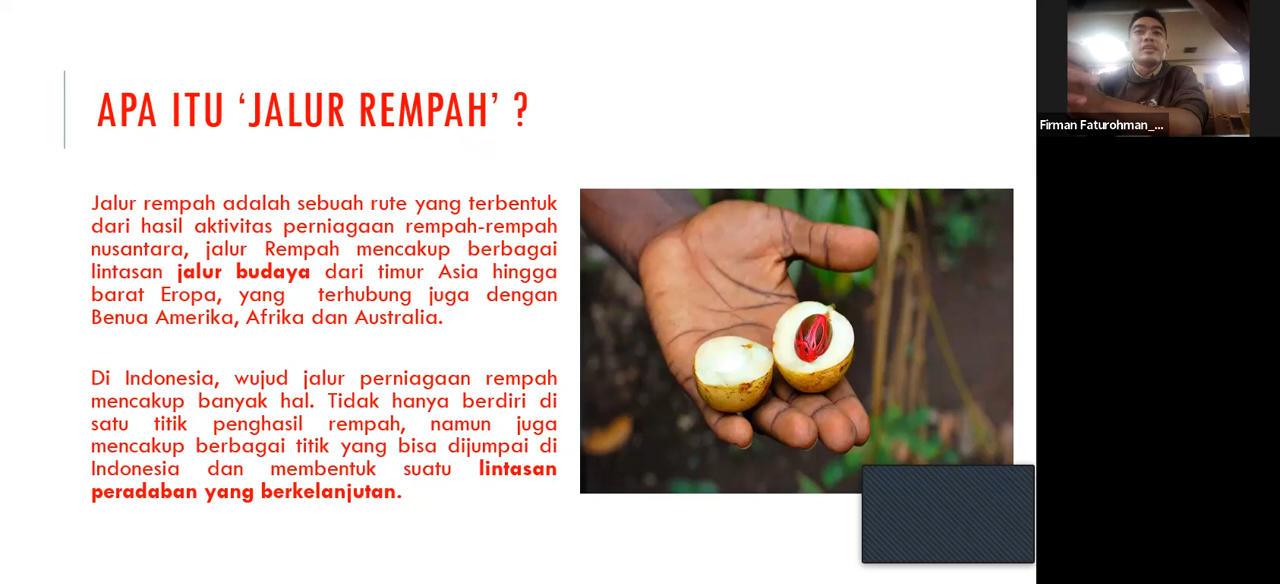 APA ITU ‘JALUR REMPAH’ ?
Jalur rempah adalah sebuah rute yang terbentuk
dari hasil aktivitas perniagaan rempah-rempah
nusantara, jalur Rempah mencakup berbagai
lintasan jalur budaya dari timur Asia hingga
barat Eropa, yang terhubung juga dengan
Benua Amerika, Afrika dan Australia.
Di Indonesia, wujud jalur perniagaan rempah
mencakup banyak hal. Tidak hanya berdiri di
satu titik penghasil rempah, namun juga
mencakup berbagai titik yang bisa dijumpai di
Indonesia dan membentuk suatu lintasan
peradaban yang berkelanjutan.
Firman Faturohman_...